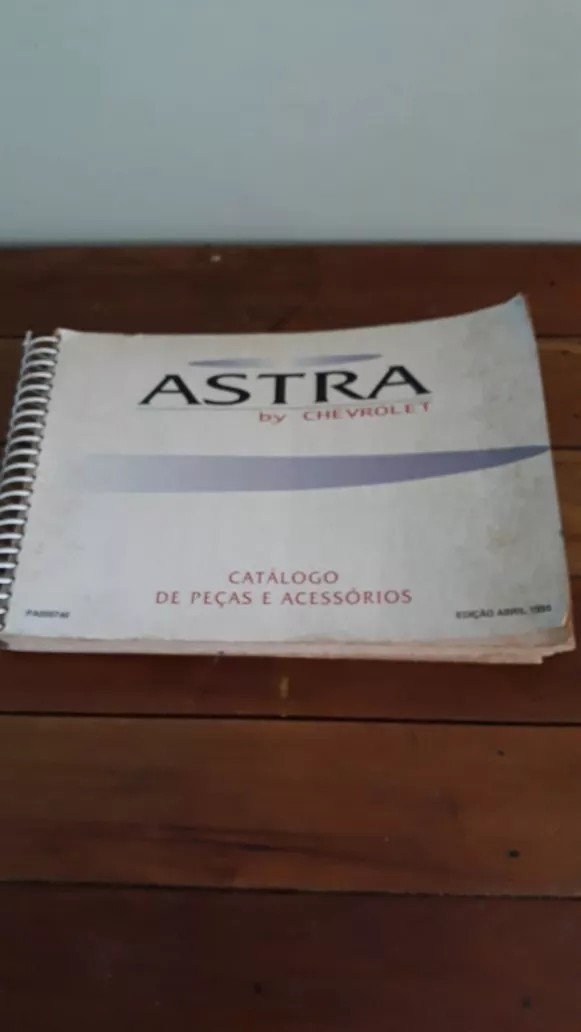 ASTRA
by CHEVROLET
CATÁLOGO
DE PEÇAS E ACESSÓRIOS
EDIÇÃO ABRIL